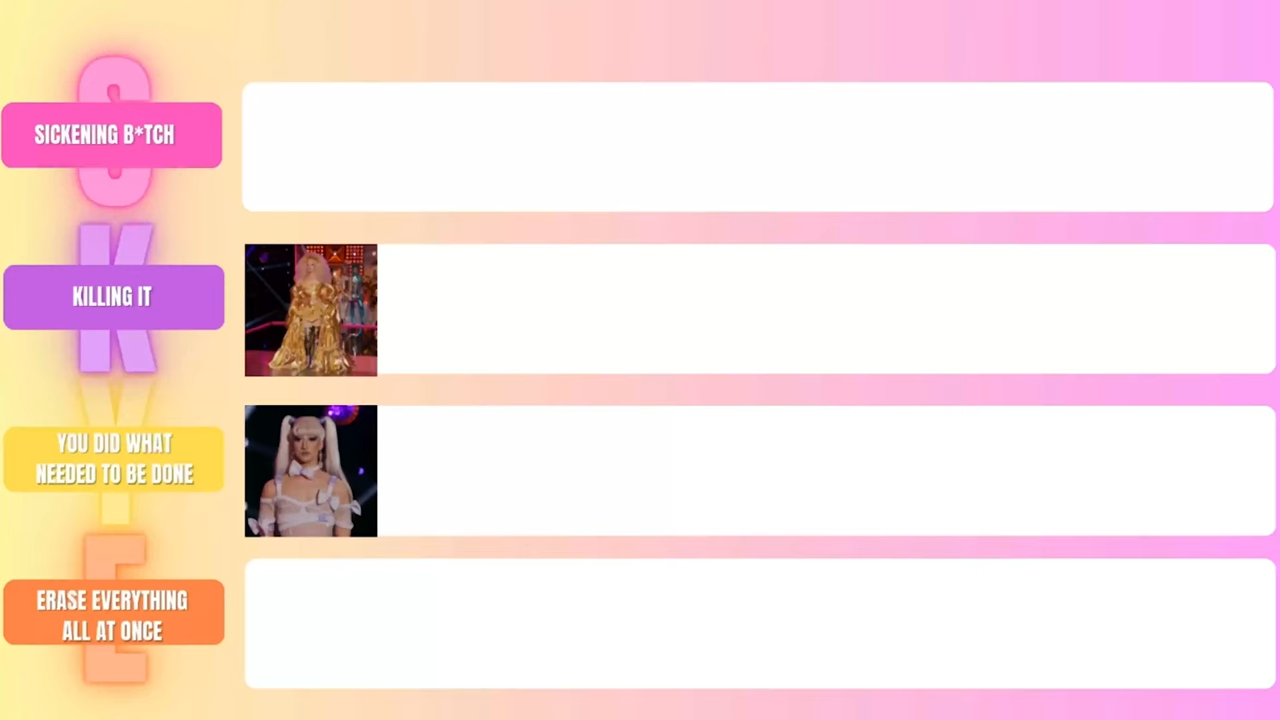 S
SICKENING B*TCH
K
KILLING IT
Y
YOU DID WHAT
NEEDED TO BE DONE
E
ERASE EVERYTHING
ALL AT ONCE